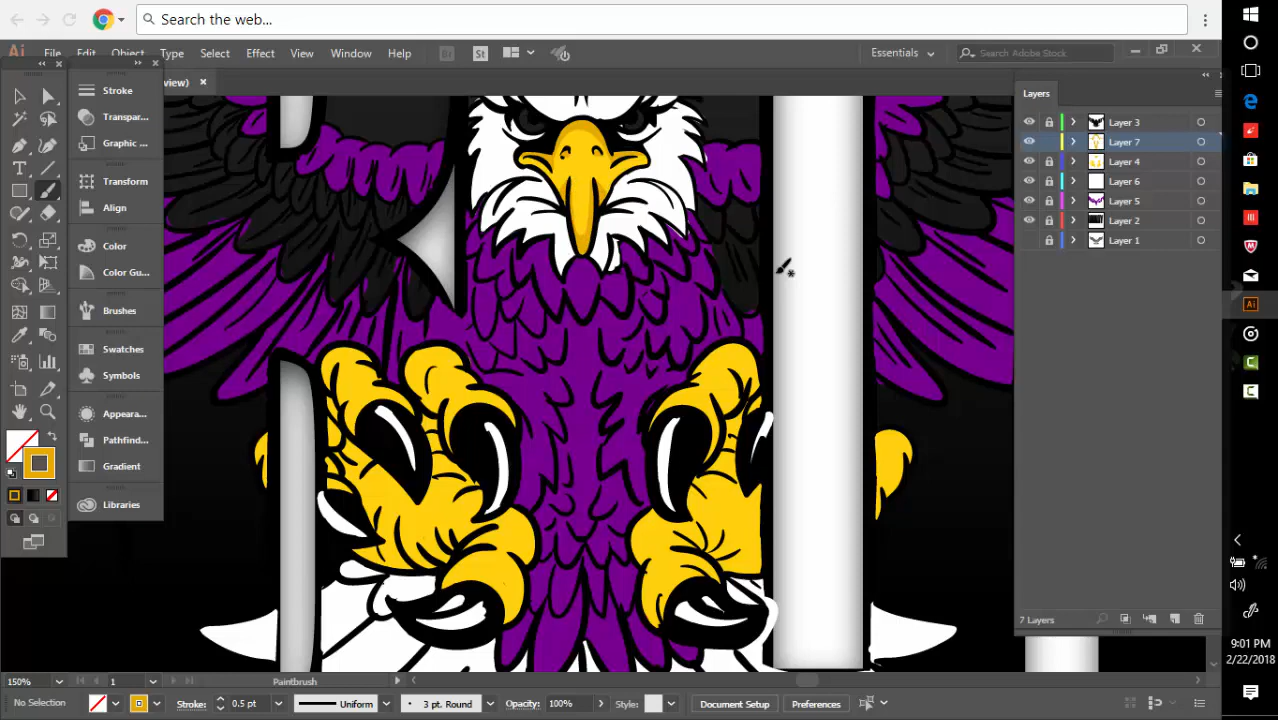 Search the web...
Ai File Edit Object Type Select Effect View Window Help Br St Essentials Search Adobe Stock
view) ×
Stroke
Transpar...
Graphic ...
Transform
Align
Color
Color Gu...
Brushes
Swatches
Symbols
Appeara...
Pathfind...
Gradient
Libraries
Layers
Layer 3
Layer 7
Layer 4
Layer 6
Layer 5
Layer 2
Layer 1
7 Layers
150% 1 Paintbrush
No Selection Stroke: 0.5 pt Uniform 3 pt. Round Opacity: 100% Style: Document Setup Preferences
Ai
9:01 PM
2/22/2018